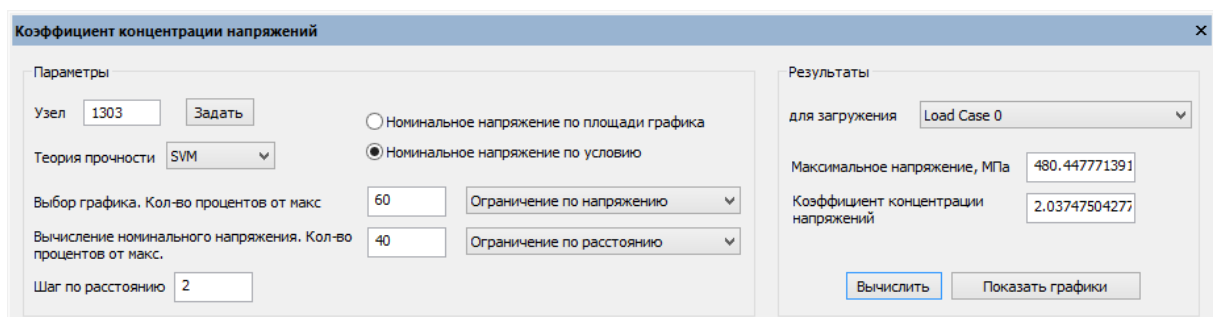 Коэффициент концентрации напряжений
Параметры
Узел 1303 Задать
Номинальное напряжение по площади графика
Теория прочности SVM
Номинальное напряжение по условию
Выбор графика. Кол-во процентов от макс 60 Ограничение по напряжению
Вычисление номинального напряжения. Кол-во
процентов от макс. 40 Ограничение по расстоянию
Шаг по расстоянию 2
Результаты
для загружения Load Case 0
Максимальное напряжение, МПа 480.447771391
Коэффициент концентрации
напряжений 2.03747504277
Вычислить Показать графики